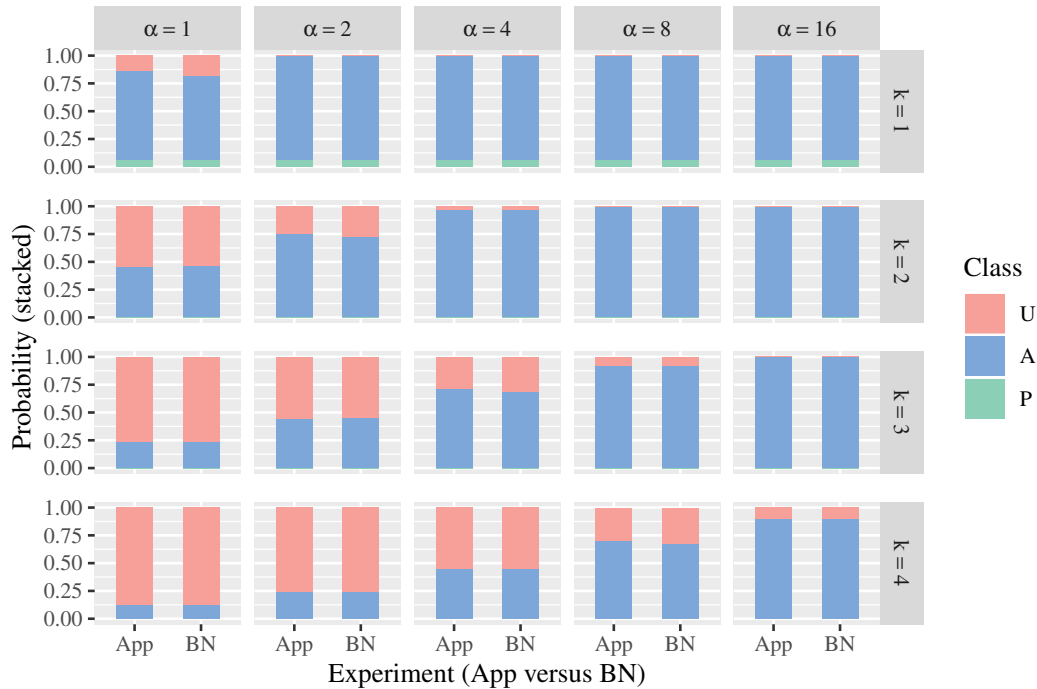 α = 1 α = 2 α = 4 α = 8 α = 16
1.00
0.75
0.50
0.25
0.00
k = 1
1.00
0.75
0.50
0.25
0.00
k = 2
1.00
0.75
0.50
0.25
0.00
k = 3
1.00
0.75
0.50
0.25
0.00
k = 4
Probability (stacked)
App BN App BN App BN App BN App BN
Experiment (App versus BN)
Class
U
A
P